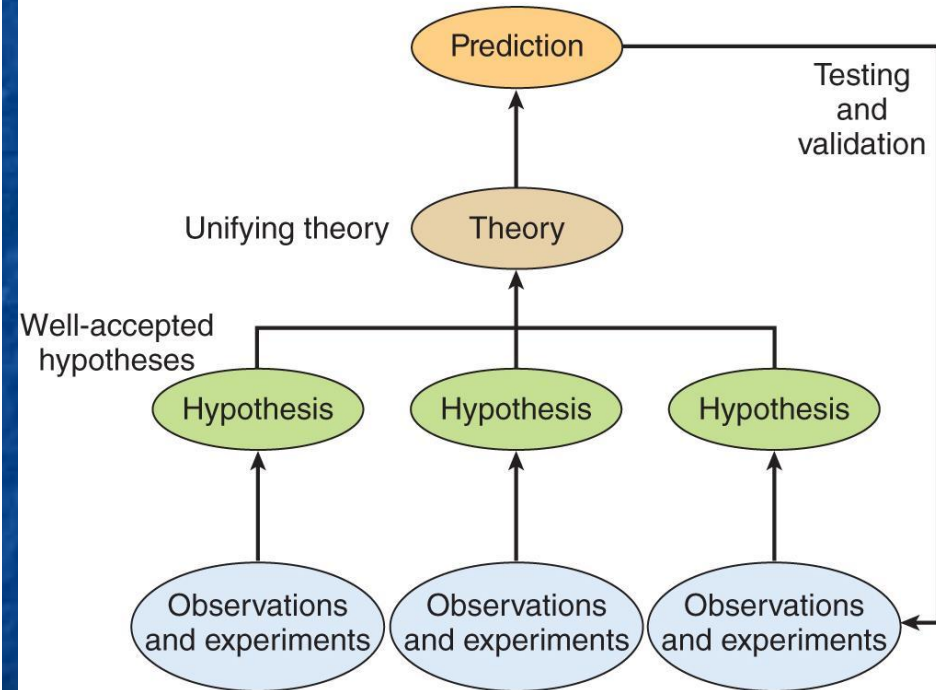 Prediction
Testing
and
validation
Unifying theory
Theory
Well-accepted
hypotheses
Hypothesis
Hypothesis
Hypothesis
Observations
and experiments
Observations
and experiments
Observations
and experiments